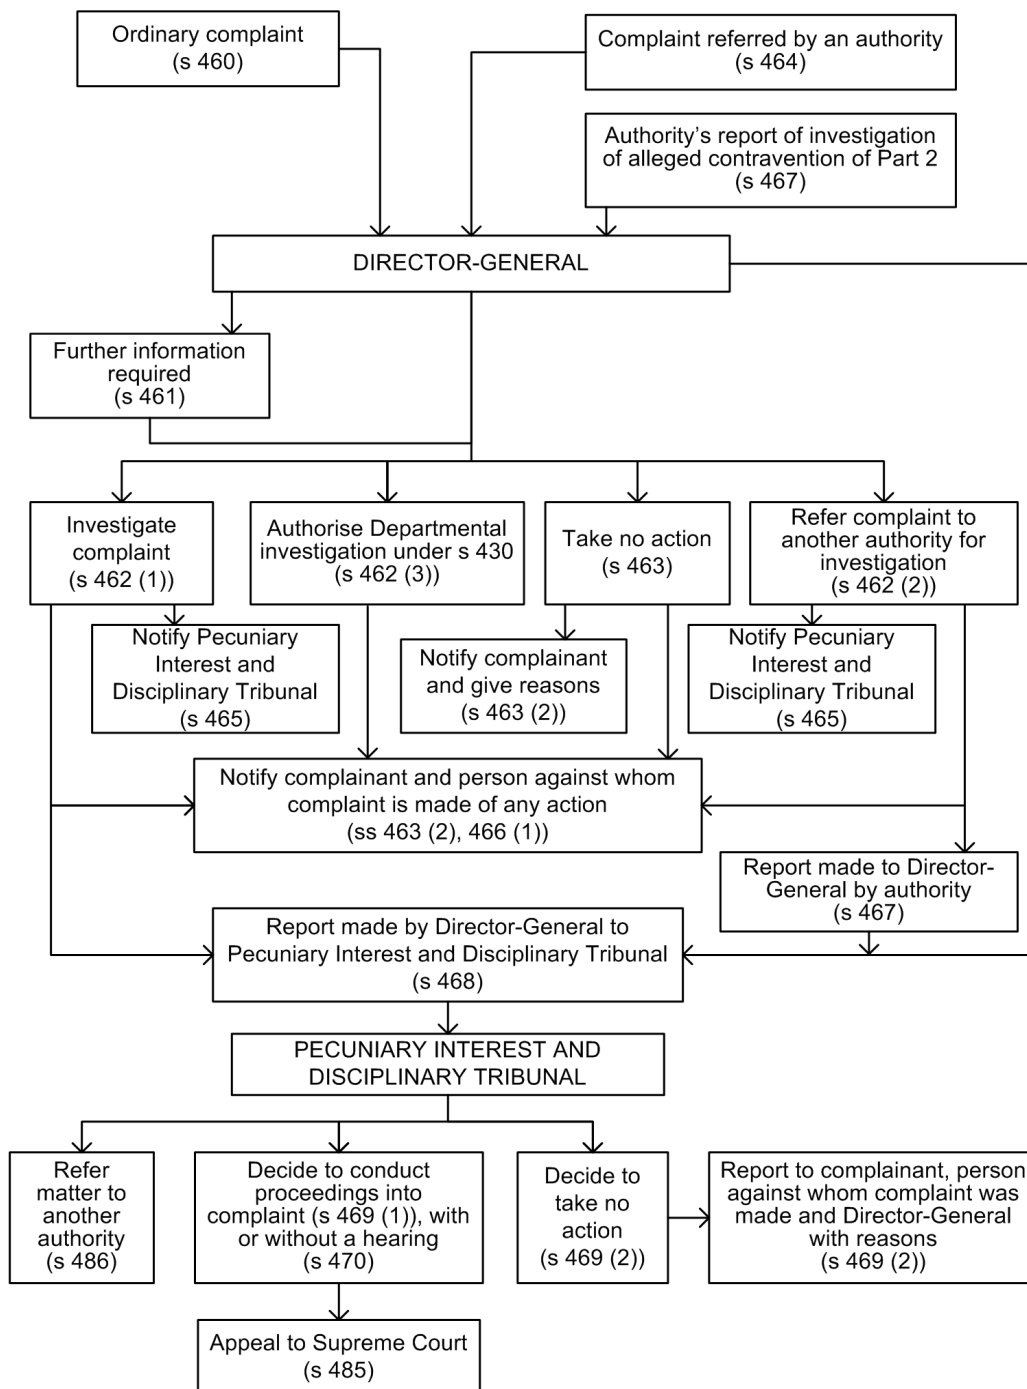 Ordinary complaint
(s 460)
Complaint referred by an authority
(s 464)
Authority’s report of investigation
of alleged contravention of Part 2
(s 467)
DIRECTOR-GENERAL
Further information
required
(s 461)
Investigate
complaint
(s 462 (1))
Authorise Departmental
investigation under s 430
(s 462 (3))
Take no action
(s 463)
Refer complaint to
another authority for
investigation
(s 462 (2))
Notify Pecuniary
Interest and
Disciplinary Tribunal
(s 465)
Notify complainant
and give reasons
(s 463 (2))
Notify Pecuniary
Interest and
Disciplinary Tribunal
(s 465)
Notify complainant and person against whom
complaint is made of any action
(ss 463 (2), 466 (1))
Report made to Director-
General by authority
(s 467)
Report made by Director-General to
Pecuniary Interest and Disciplinary Tribunal
(s 468)
PECUNIARY INTEREST AND
DISCIPLINARY TRIBUNAL
Refer
matter to
another
authority
(s 486)
Decide to conduct
proceedings into
complaint (s 469 (1)), with
or without a hearing
(s 470)
Decide to
take no
action
(s 469 (2))
Report to complainant, person
against whom complaint was
made and Director-General
with reasons
(s 469 (2))
Appeal to Supreme Court
(s 485)